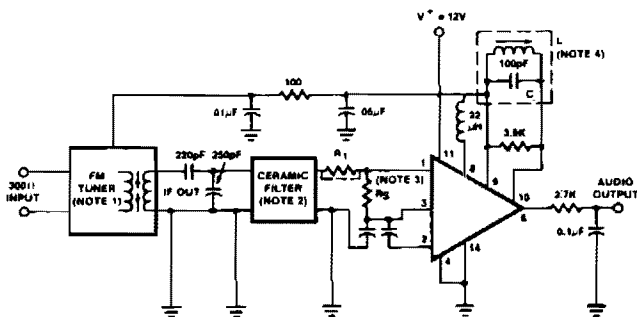 V+ = 12V
L
(NOTE 4)
100pF
C
100
.01µF
.05µF
22
µH
3.9K
220pF
250pF
R1
(NOTE 3)
RS
300Ω
INPUT
FM
TUNER
(NOTE 1)
IF OUT
CERAMIC
FILTER
(NOTE 2)
1
11
8
9
3
10
6
2
4
14
2.7K
AUDIO
OUTPUT
0.1µF